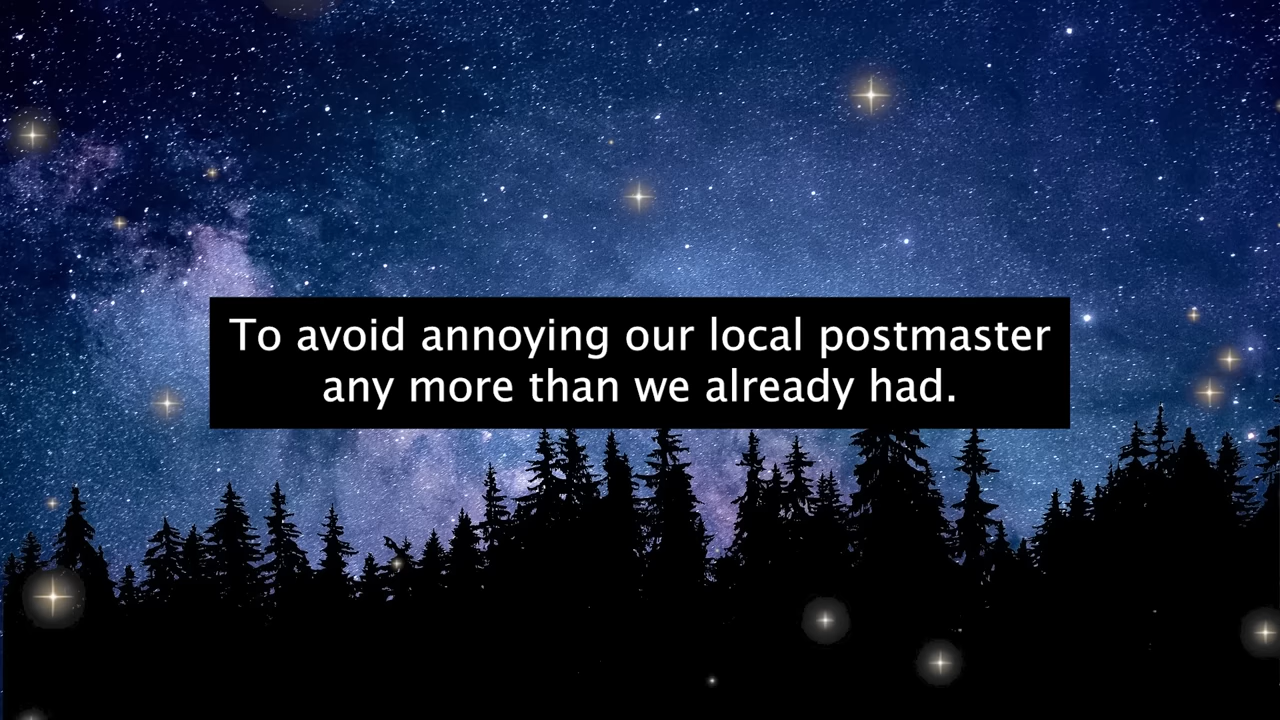 To avoid annoying our local postmaster
any more than we already had.